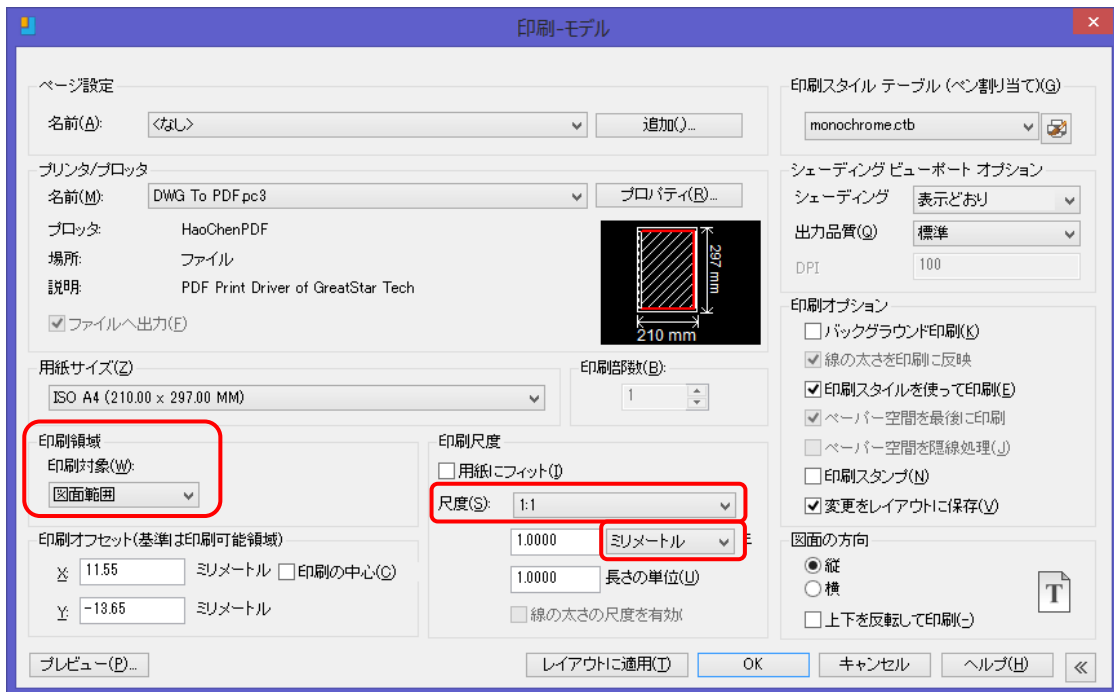 印刷-モデル
ページ設定
名前(A):
<なし>
追加()...
プリンタ/プロッタ
名前(M):
DWG To PDF.pc3
プロパティ(R)...
プロッタ:
HaoChenPDF
場所:
ファイル
説明:
PDF Print Driver of GreatStar Tech
ファイルへ出力(F)
297 mm
210 mm
用紙サイズ(Z)
ISO A4 (210.00 x 297.00 MM)
印刷部数(B):
1
印刷領域
印刷対象(W):
図面範囲
印刷尺度
用紙にフィット(I)
尺度(S):
1:1
1.0000
ミリメートル
1.0000
長さの単位(U)
線の太さの尺度を有効(
印刷オフセット(基準は印刷可能領域)
X:
11.55
ミリメートル
印刷の中心(C)
Y:
-13.65
ミリメートル
印刷スタイル テーブル (ペン割り当て)(G)
monochrome.ctb
シェーディング ビューポート オプション
シェーディング
表示どおり
出力品質(Q)
標準
DPI
100
印刷オプション
バックグラウンド印刷(K)
線の太さを印刷に反映
印刷スタイルを使って印刷(E)
ペーパー空間を最後に印刷
ペーパー空間を隠線処理(J)
印刷スタンプ(N)
変更をレイアウトに保存(V)
図面の方向
縦
横
T
上下を反転して印刷(-)
プレビュー(P)...
レイアウトに適用(T)
OK
キャンセル
ヘルプ(H)